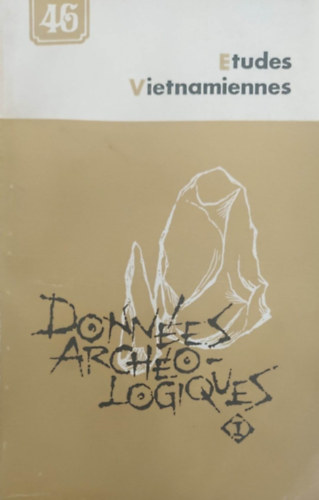 46
Etudes
Vietnamiennes
DONNÉES
ARCHÉO-
LOGIQUES
I